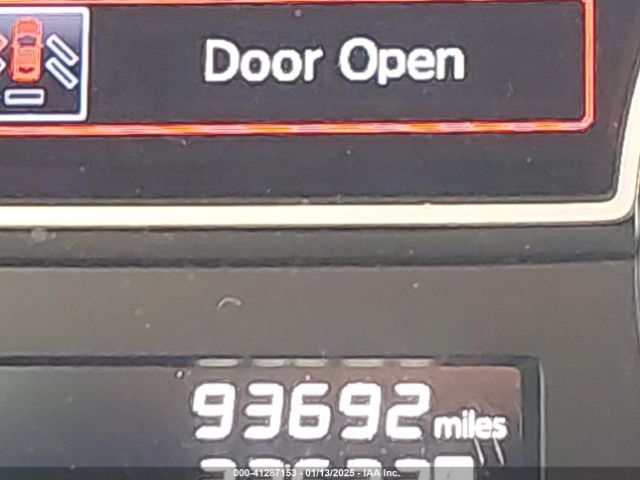 Door Open
93692 miles
000-41287153 - 01/13/2025 - IAA Inc.